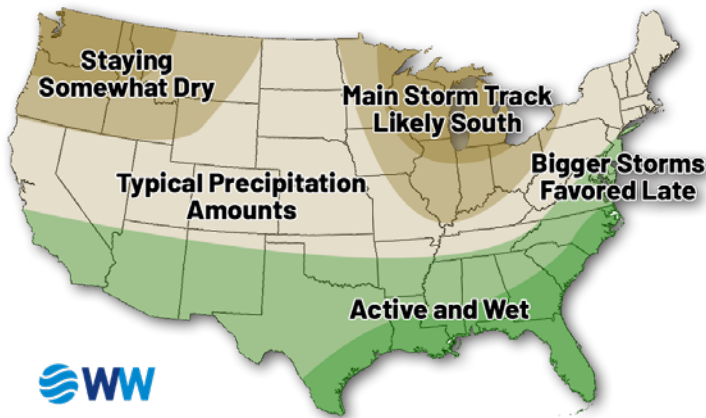 Staying
Somewhat Dry
Main Storm Track
Likely South
Bigger Storms
Favored Late
Typical Precipitation
Amounts
Active and Wet
WW